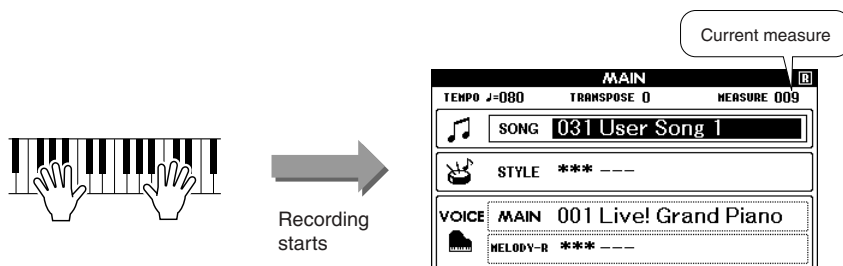 Current measure
MAIN R
TEMPO ♩=080 TRANSPOSE 0 MEASURE 009
SONG 031 User Song 1
STYLE *** ---
VOICE MAIN 001 Live! Grand Piano
MELODY-R *** ---
Recording
starts